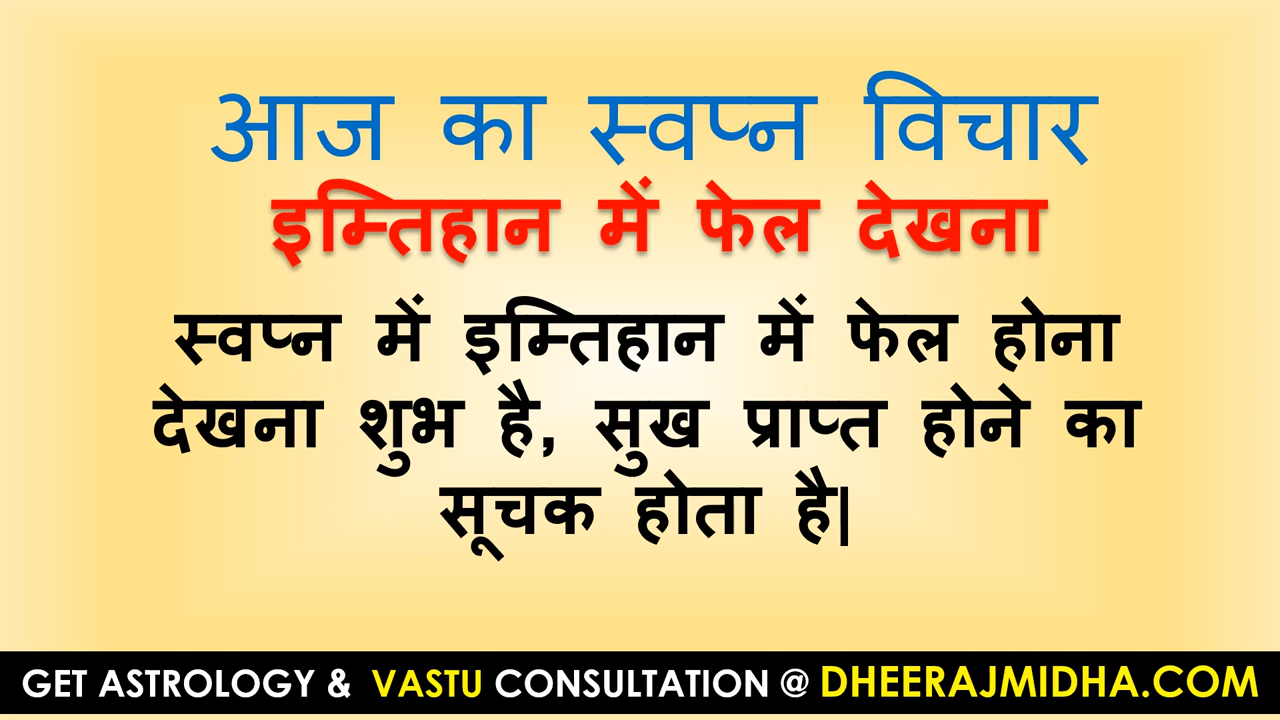 आज का स्वप्न विचार
इम्तिहान में फेल देखना
स्वप्न में इम्तिहान में फेल होना
देखना शुभ है, सुख प्राप्त होने का
सूचक होता है|
GET ASTROLOGY & VASTU CONSULTATION @ DHEERAJMIDHA.COM